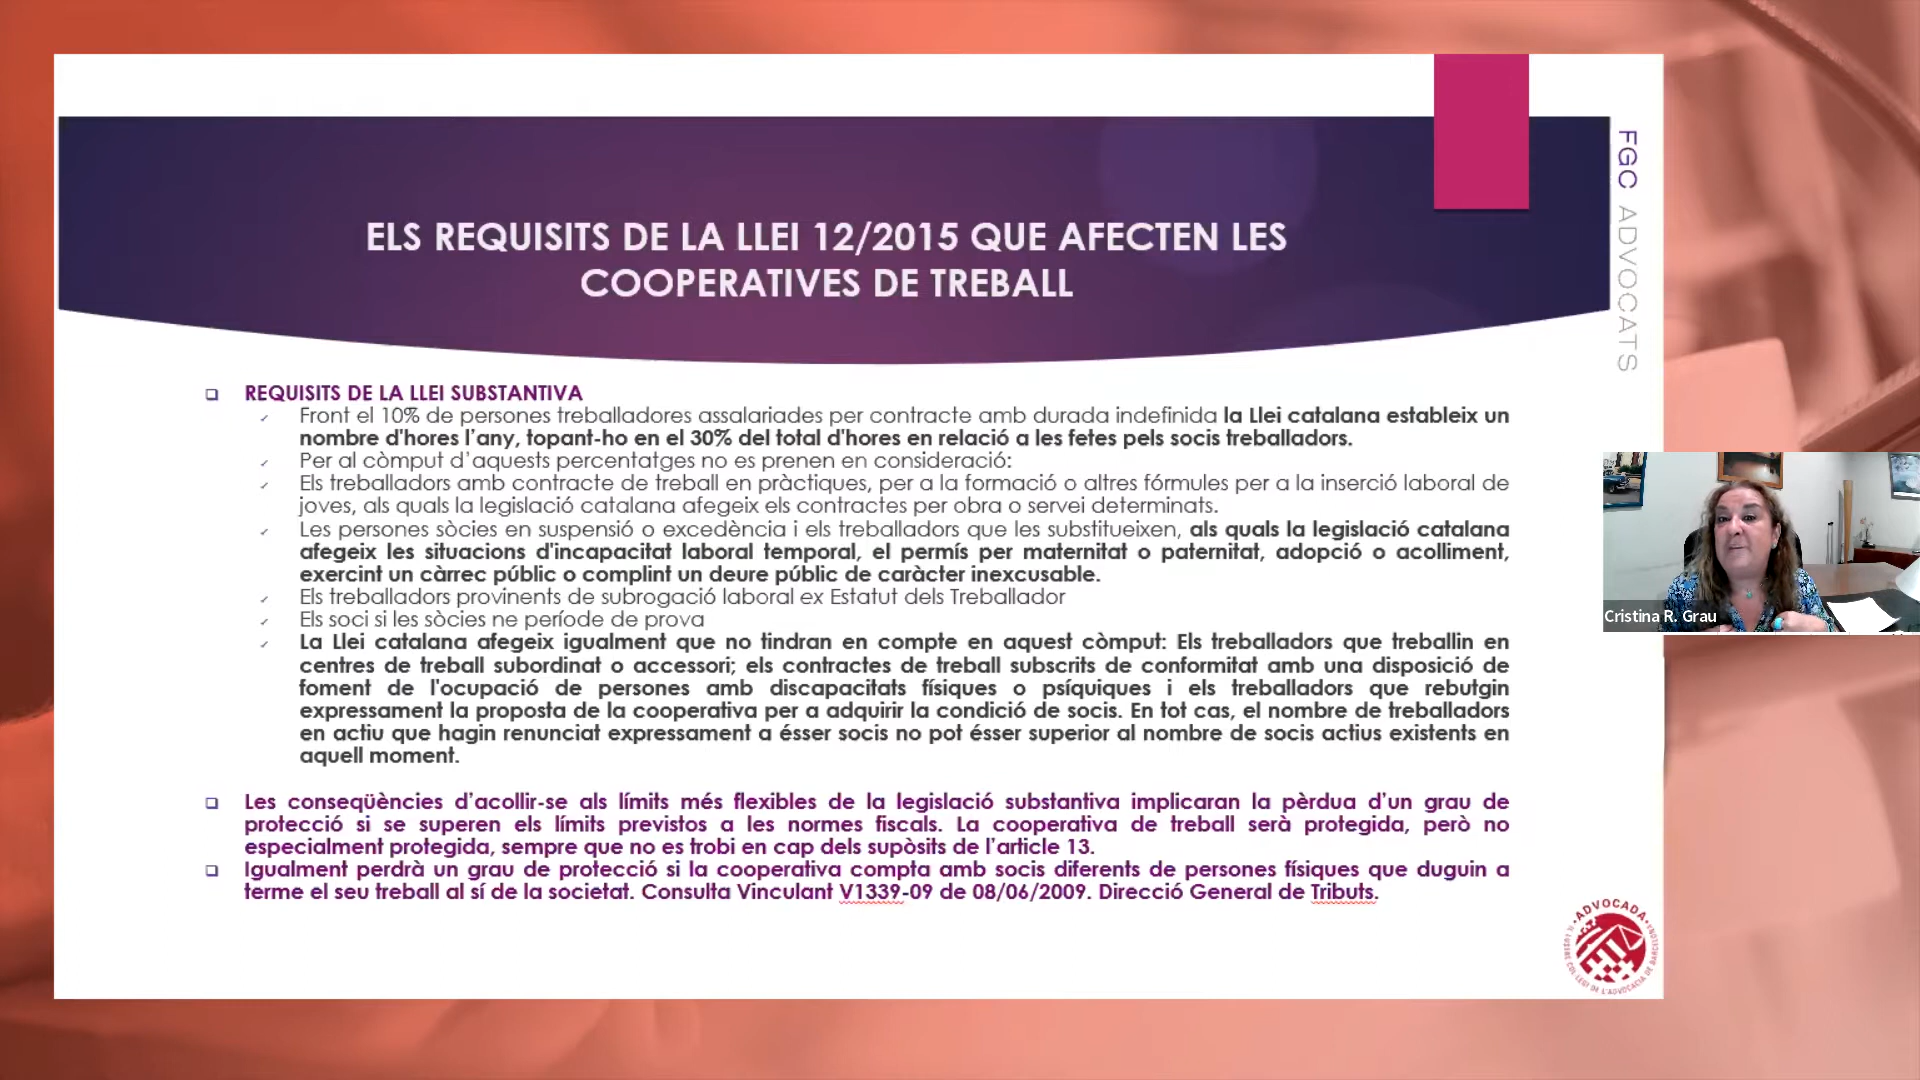 ELS REQUISITS DE LA LLEI 12/2015 QUE AFECTEN LES
COOPERATIVES DE TREBALL
FGC ADVOCATS
REQUISITS DE LA LLEI SUBSTANTIVA
Front el 10% de persones treballadores assalariades per contracte amb durada indefinida la Llei catalana estableix un
nombre d'hores l'any, topant-ho en el 30% del total d'hores en relació a les fetes pels socis treballadors.
Per al còmput d'aquests percentatges no es prenen en consideració:
Els treballadors amb contracte de treball en pràctiques, per a la formació o altres fórmules per a la inserció laboral de
joves, als quals la legislació catalana afegeix els contractes per obra o servei determinats.
Les persones sòcies en suspensió o excedència i els treballadors que les substitueixen, als quals la legislació catalana
afegeix les situacions d'incapacitat laboral temporal, el permís per maternitat o paternitat, adopció o acolliment,
exercint un càrrec públic o complint un deure públic de caràcter inexcusable.
Els treballadors provinents de subrogació laboral ex Estatut dels Treballador
Els soci si les sòcies ne període de prova
La Llei catalana afegeix igualment que no tindran en compte en aquest còmput: Els treballadors que treballin en
centres de treball subordinat o accessori; els contractes de treball subscrits de conformitat amb una disposició de
foment de l'ocupació de persones amb discapacitats físiques o psíquiques i els treballadors que rebutgin
expressament la proposta de la cooperativa per a adquirir la condició de socis. En tot cas, el nombre de treballadors
en actiu que hagin renunciat expressament a ésser socis no pot ésser superior al nombre de socis actius existents en
aquell moment.
Les conseqüències d'acollir-se als límits més flexibles de la legislació substantiva implicaran la pèrdua d'un grau de
protecció si se superen els límits previstos a les normes fiscals. La cooperativa de treball serà protegida, però no
especialment protegida, sempre que no es trobi en cap dels supòsits de l'article 13.
Igualment perdrà un grau de protecció si la cooperativa compta amb socis diferents de persones físiques que duguin a
terme el seu treball al sí de la societat. Consulta Vinculant V1339-09 de 08/06/2009. Direcció General de Tributs.
Cristina R. Grau
ADVOCADA
IL·LUSTRE COL·LEGI DE L'ADVOCACIA DE BARCELONA